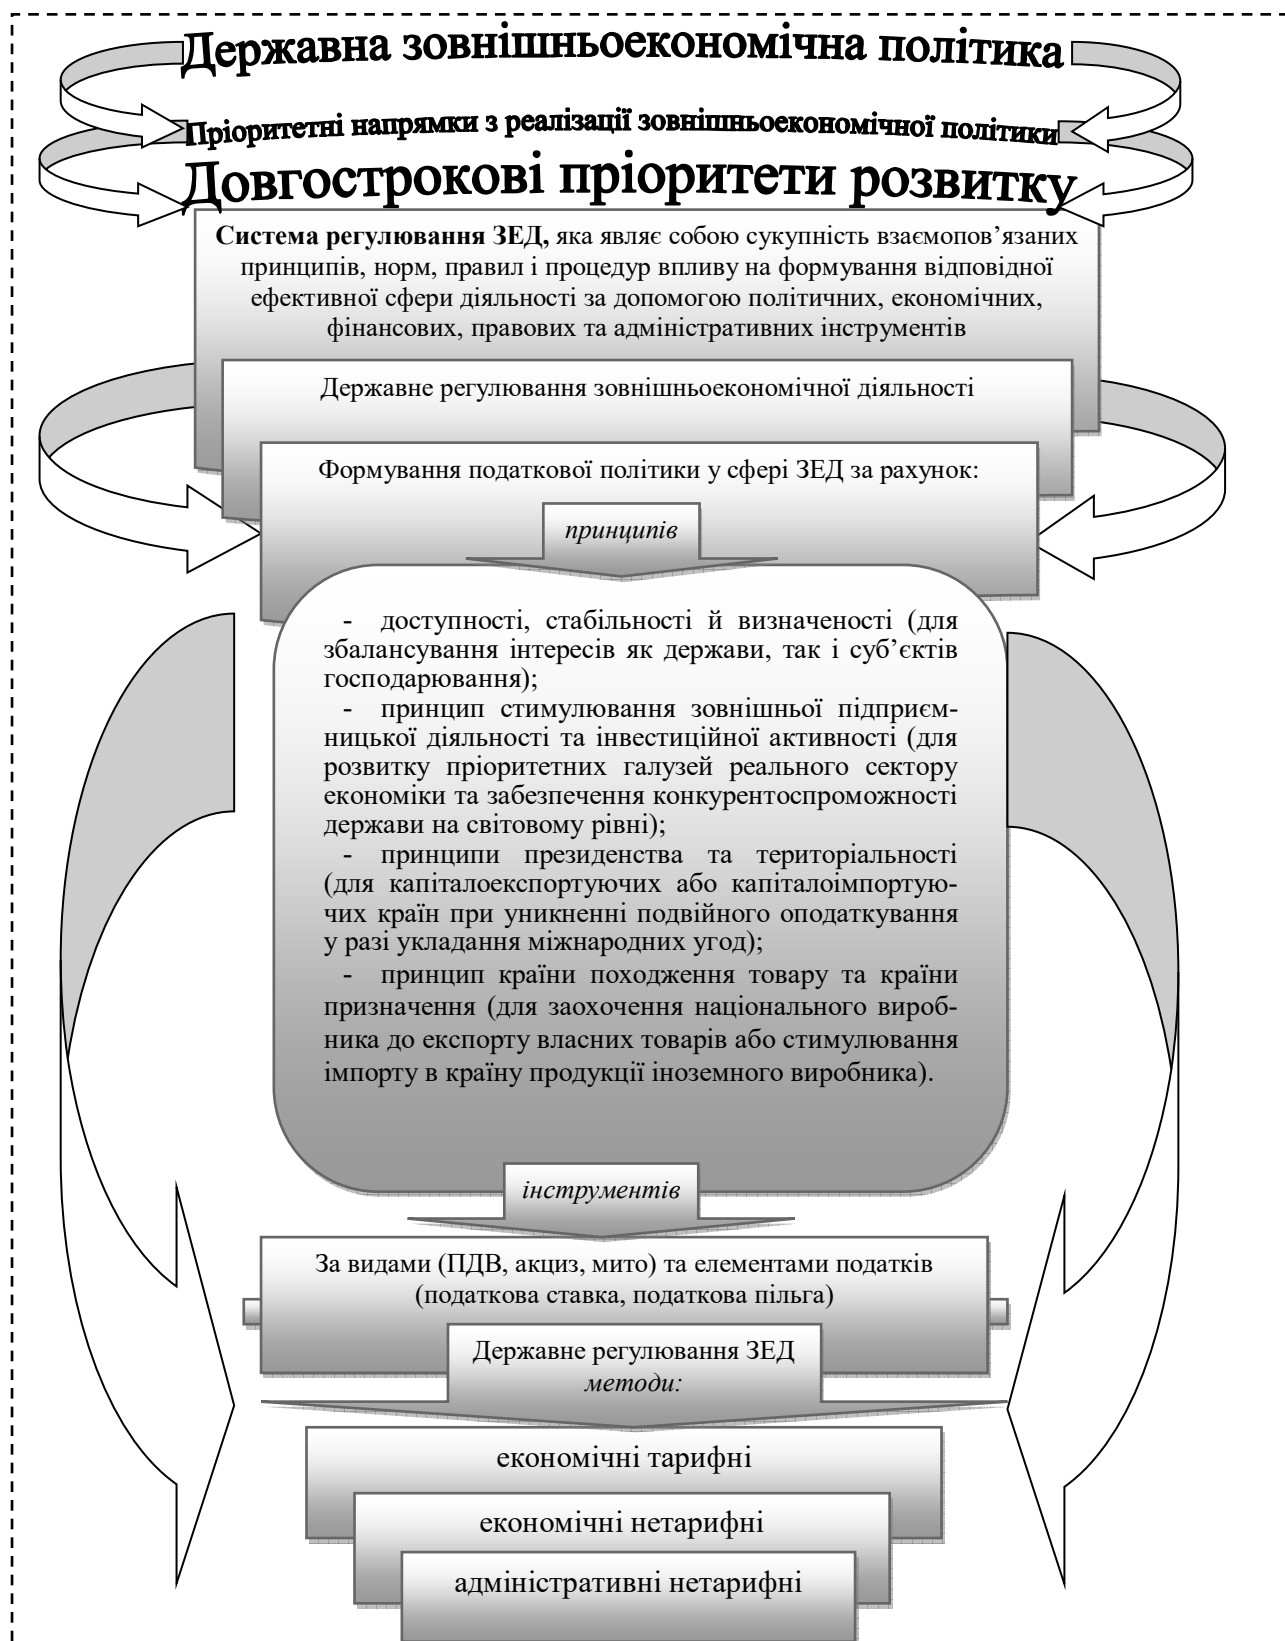 Державна зовнішньоекономічна політика
Пріоритетні напрямки з реалізації зовнішньоекономічної політики
Довгострокові пріоритети розвитку
Система регулювання ЗЕД, яка являє собою сукупність взаємопов’язаних
принципів, норм, правил і процедур впливу на формування відповідної
ефективної сфери діяльності за допомогою політичних, економічних,
фінансових, правових та адміністративних інструментів
Державне регулювання зовнішньоекономічної діяльності
Формування податкової політики у сфері ЗЕД за рахунок:
принципів
- доступності, стабільності й визначеності (для
збалансування інтересів як держави, так і суб’єктів
господарювання);
- принцип стимулювання зовнішньої підприєм-
ницької діяльності та інвестиційної активності (для
розвитку пріоритетних галузей реального сектору
економіки та забезпечення конкурентоспроможності
держави на світовому рівні);
- принципи президенства та територіальності
(для капіталоекспортуючих або капіталоімпортую-
чих країн при уникненні подвійного оподаткування
у разі укладання міжнародних угод);
- принцип країни походження товару та країни
призначення (для заохочення національного вироб-
ника до експорту власних товарів або стимулювання
імпорту в країну продукції іноземного виробника).
інструментів
За видами (ПДВ, акциз, мито) та елементами податків
(податкова ставка, податкова пільга)
Державне регулювання ЗЕД
методи:
економічні тарифні
економічні нетарифні
адміністративні нетарифні